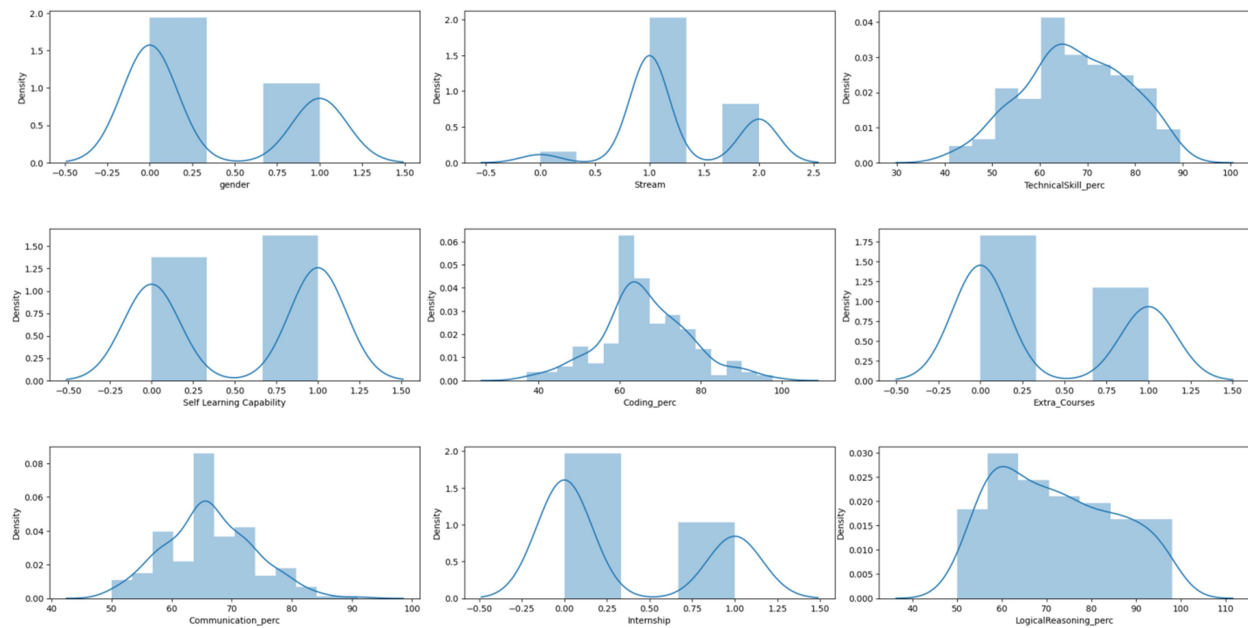 2.0
1.5
1.0
0.5
0.0
Density
-0.50 -0.25 0.00 0.25 0.50 0.75 1.00 1.25 1.50
gender
2.0
1.5
1.0
0.5
0.0
Density
-0.5 0.0 0.5 1.0 1.5 2.0 2.5
Stream
0.04
0.03
0.02
0.01
0.00
Density
30 40 50 60 70 80 90 100
TechnicalSkill_perc
1.50
1.25
1.00
0.75
0.50
0.25
0.00
Density
-0.50 -0.25 0.00 0.25 0.50 0.75 1.00 1.25 1.50
Self Learning Capability
0.06
0.05
0.04
0.03
0.02
0.01
0.00
Density
40 60 80 100
Coding_perc
1.75
1.50
1.25
1.00
0.75
0.50
0.25
0.00
Density
-0.50 -0.25 0.00 0.25 0.50 0.75 1.00 1.25 1.50
Extra_Courses
0.08
0.06
0.04
0.02
0.00
Density
40 50 60 70 80 90 100
Communication_perc
2.0
1.5
1.0
0.5
0.0
Density
-0.50 -0.25 0.00 0.25 0.50 0.75 1.00 1.25 1.50
Internship
0.030
0.025
0.020
0.015
0.010
0.005
0.000
Density
40 50 60 70 80 90 100 110
LogicalReasoning_perc